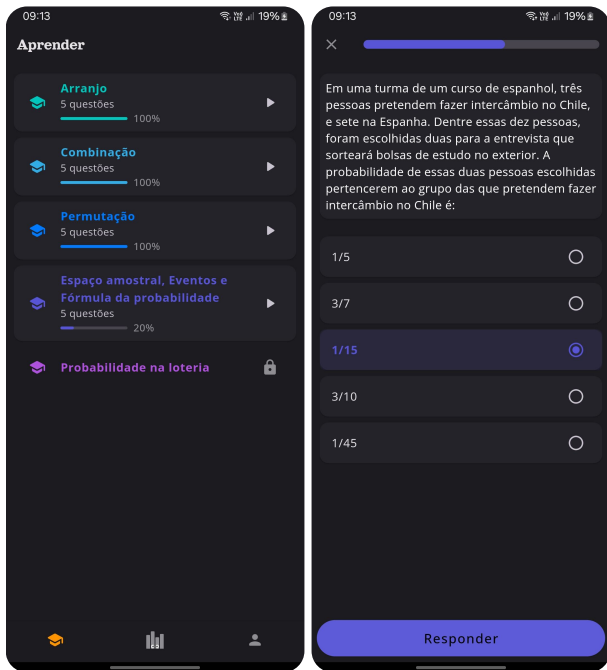 09:13
19%
Aprender
Arranjo
5 questões
100%
Combinação
5 questões
100%
Permutação
5 questões
100%
Espaço amostral, Eventos e
Fórmula da probabilidade
5 questões
20%
Probabilidade na loteria
09:13
19%
Em uma turma de um curso de espanhol, três
pessoas pretendem fazer intercâmbio no Chile,
e sete na Espanha. Dentre essas dez pessoas,
foram escolhidas duas para a entrevista que
sorteará bolsas de estudo no exterior. A
probabilidade de essas duas pessoas escolhidas
pertencerem ao grupo das que pretendem fazer
intercâmbio no Chile é:
1/5
3/7
1/15
3/10
1/45
Responder